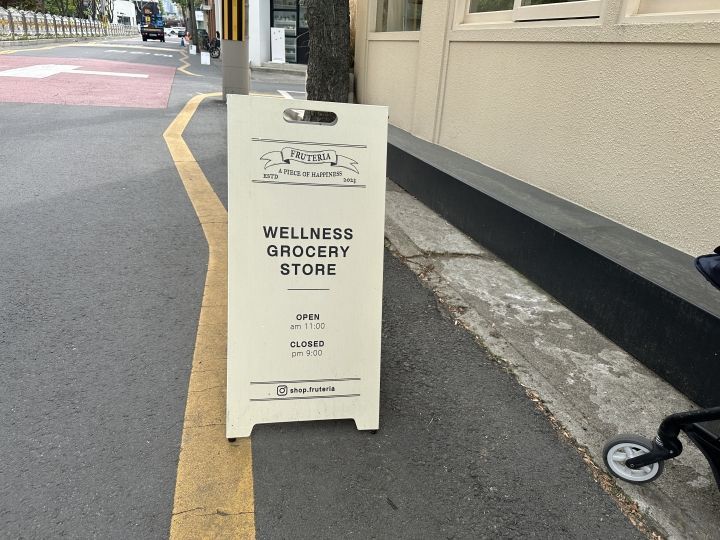 FRUTERIA
A PIECE OF HAPPINESS
ESTD 2023
WELLNESS
GROCERY
STORE
OPEN
am 11:00
CLOSED
pm 9:00
shop.fruteria